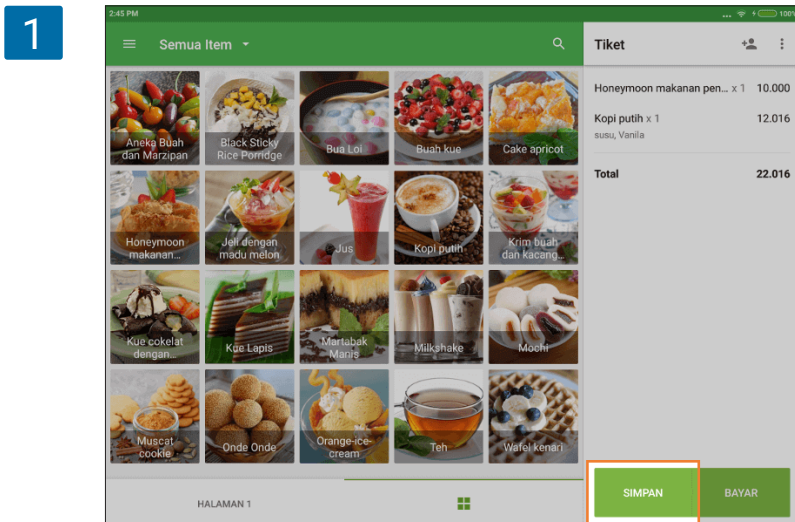 1
2:45 PM
... 100%
Semua Item
Tiket
Honeymoon makanan pen... x 1 10.000
Kopi putih x 1 12.016
susu, Vanila
Total 22.016
Aneka Buah
dan Marzipan
Black Sticky
Rice Porridge
Bua Loi
Buah kue
Cake apricot
Honeymoon
makanan...
Jeli dengan
madu melon
Jus
Kopi putih
Krim buah
dan kacang...
Kue cokelat
dengan...
Kue Lapis
Martabak
Manis
Milkshake
Mochi
Muscat
cookie
Onde Onde
Orange-ice-
cream
Teh
Wafel kenari
HALAMAN 1
SIMPAN
BAYAR